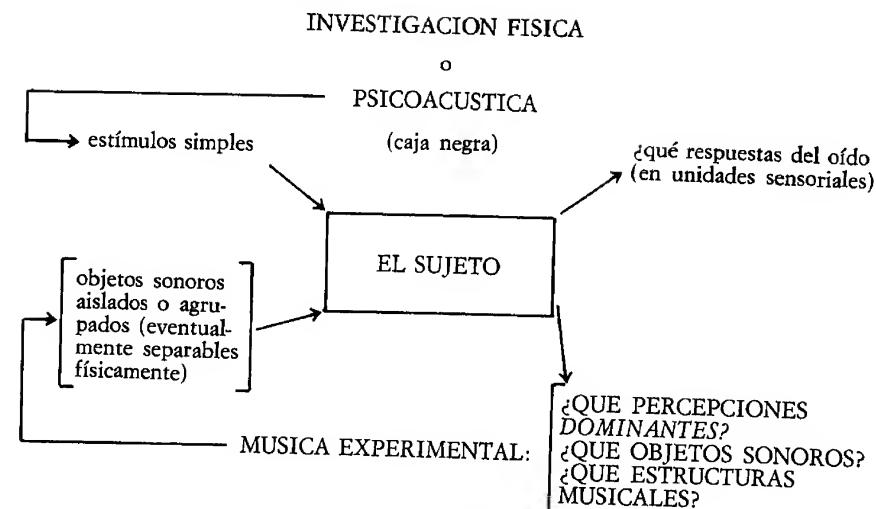 INVESTIGACION FISICA
o
PSICOACUSTICA
(caja negra)
estímulos simples
¿qué respuestas del oído
(en unidades sensoriales)
EL SUJETO
objetos sonoros
aislados o agru-
pados (eventual-
mente separables
físicamente)
MUSICA EXPERIMENTAL:
¿QUE PERCEPCIONES
DOMINANTES?
¿QUE OBJETOS SONOROS?
¿QUE ESTRUCTURAS
MUSICALES?